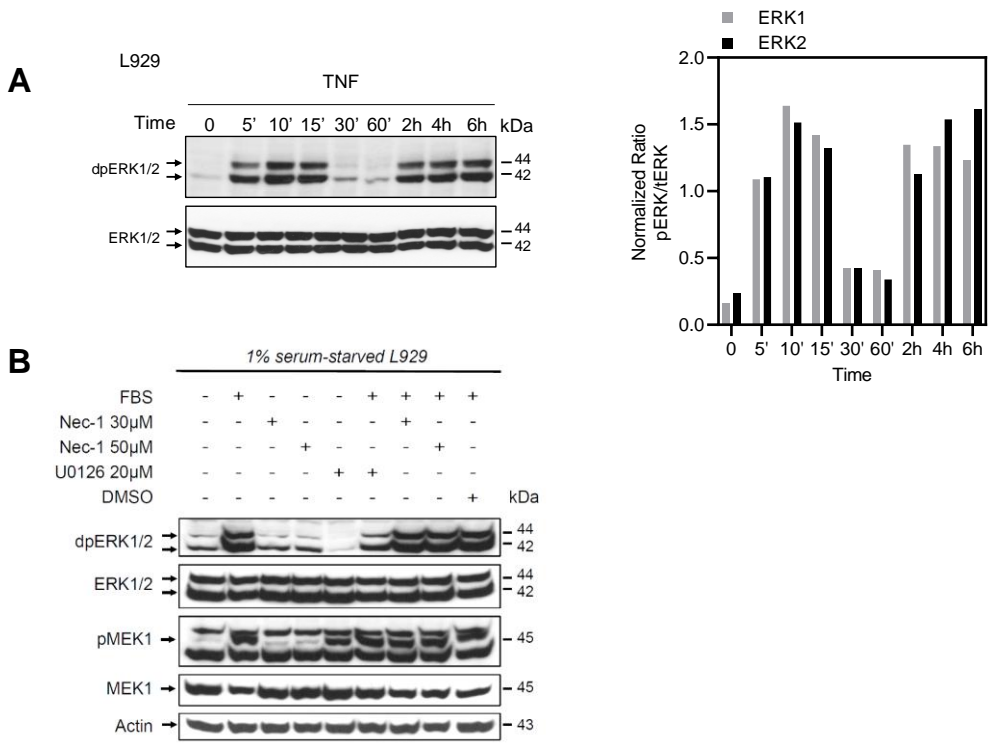 A
L929
TNF
Time 0 5' 10' 15' 30' 60' 2h 4h 6h kDa
dpERK1/2 44
42
ERK1/2 44
42
ERK1
ERK2
Normalized Ratio
pERK/tERK
2.0
1.5
1.0
0.5
0.0
0 5' 10' 15' 30' 60' 2h 4h 6h
Time
B
1% serum-starved L929
FBS - + - - - + + + +
Nec-1 30µM - - + - - - + - -
Nec-1 50µM - - - + - - - + -
U0126 20µM - - - - + + - - -
DMSO - - - - - - - - + kDa
dpERK1/2 44
42
ERK1/2 44
42
pMEK1 45
MEK1 45
Actin 43